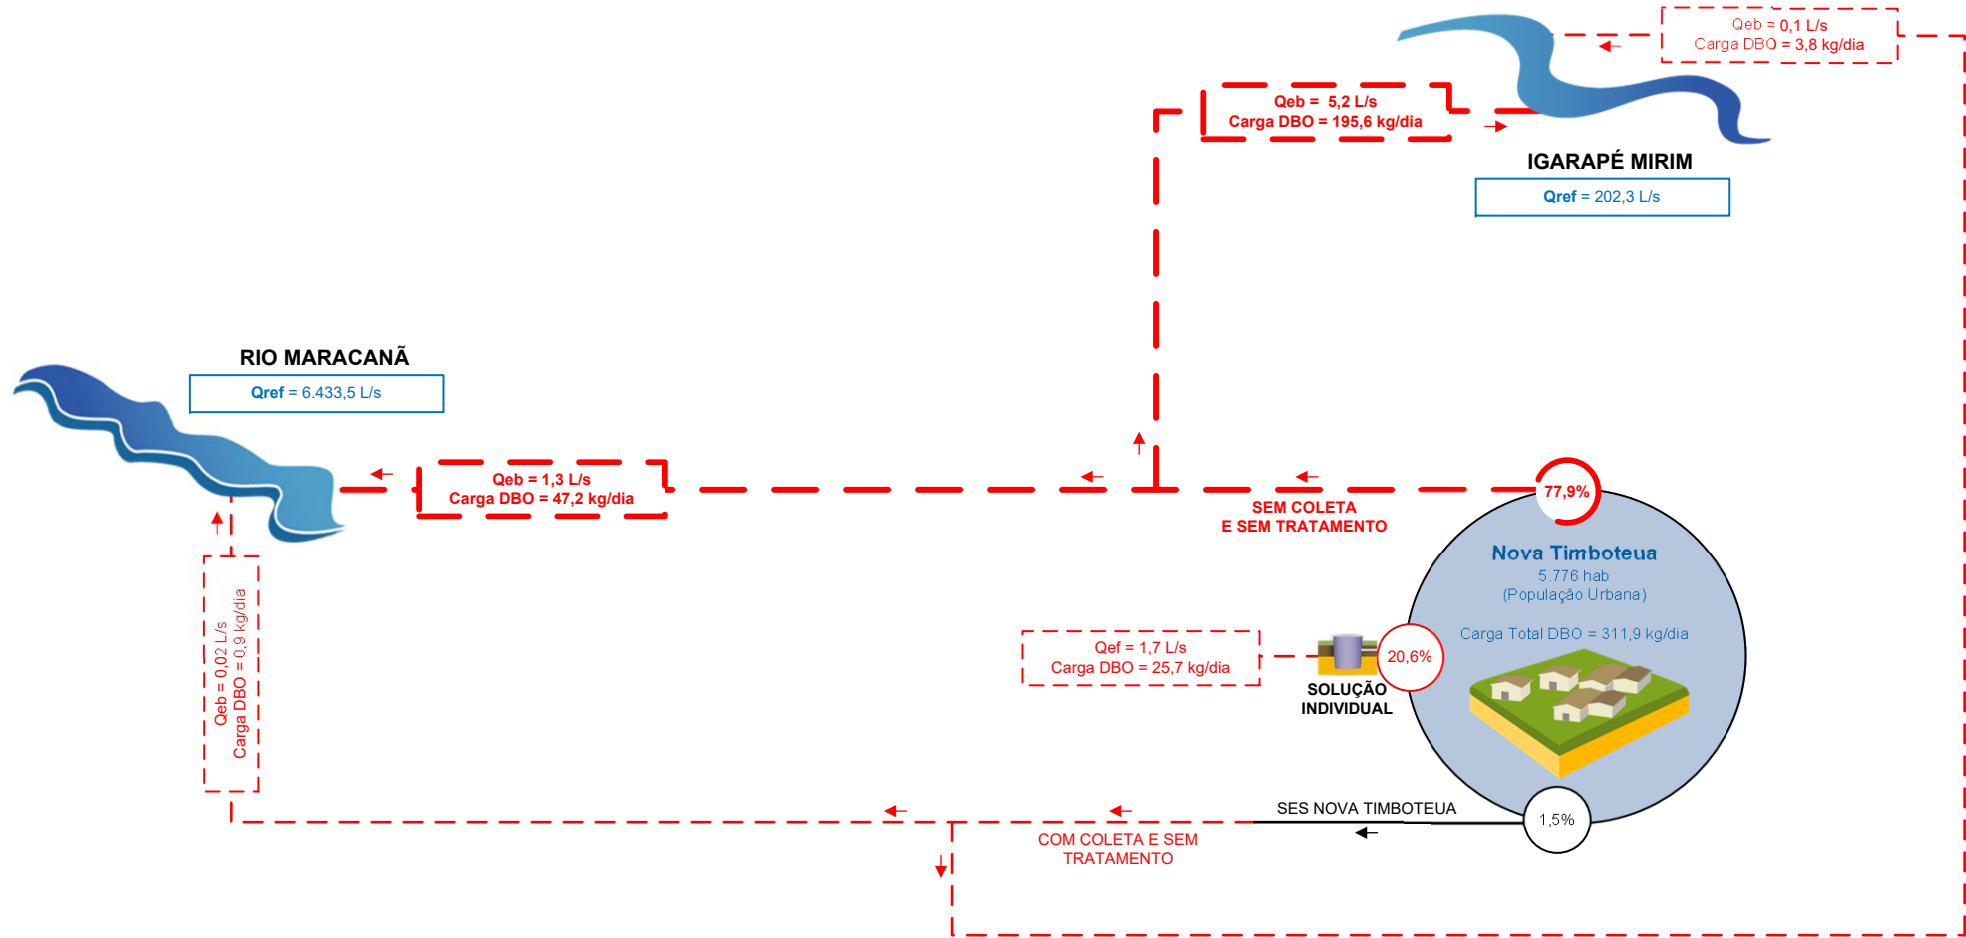 Qeb = 0,1 L/s
Carga DBO = 3,8 kg/dia
Qeb = 5,2 L/s
Carga DBO = 195,6 kg/dia
IGARAPÉ MIRIM
Qref = 202,3 L/s
RIO MARACANÃ
Qref = 6.433,5 L/s
Qeb = 1,3 L/s
Carga DBO = 47,2 kg/dia
SEM COLETA
E SEM TRATAMENTO
77,9%
Nova Timboteua
5.776 hab
(População Urbana)
Carga Total DBO = 311,9 kg/dia
Qef = 1,7 L/s
Carga DBO = 25,7 kg/dia
20,6%
SOLUÇÃO
INDIVIDUAL
Qeb = 0,02 L/s
Carga DBO = 0,9 kg/dia
SES NOVA TIMBOTEUA
1,5%
COM COLETA E SEM
TRATAMENTO